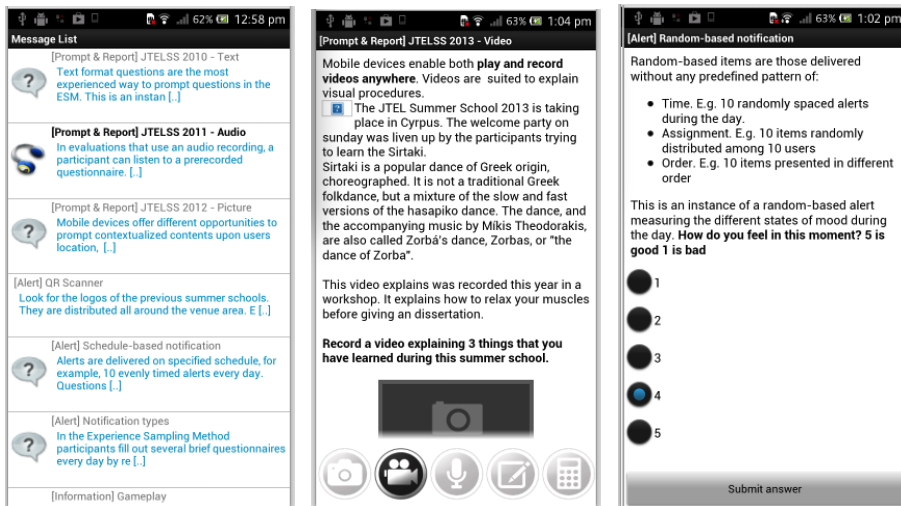 62% 12:58 pm
Message List
[Prompt & Report] JTELSS 2010 - Text
Text format questions are the most
experienced way to prompt questions in the
ESM. This is an instan [..]
[Prompt & Report] JTELSS 2011 - Audio
In evaluations that use an audio recording, a
participant can listen to a prerecorded
questionnaire. [..]
[Prompt & Report] JTELSS 2012 - Picture
Mobile devices offer different opportunities to
prompt contextualized contents upon users
location, [..]
[Alert] QR Scanner
Look for the logos of the previous summer schools.
They are distributed all around the venue area. E [..]
[Alert] Schedule-based notification
Alerts are delivered on specified schedule, for
example, 10 evenly timed alerts every day.
Questions [..]
[Alert] Notification types
In the Experience Sampling Method
participants fill out several brief questionnaires
every day by re [..]
[Information] Gameplay
63% 1:04 pm
[Prompt & Report] JTELSS 2013 - Video
Mobile devices enable both play and record
videos anywhere. Videos are suited to explain
visual procedures.
The JTEL Summer School 2013 is taking
place in Cyrpus. The welcome party on
sunday was liven up by the participants trying
to learn the Sirtaki.
Sirtaki is a popular dance of Greek origin,
choreographed. It is not a traditional Greek
folkdance, but a mixture of the slow and fast
versions of the hasapiko dance. The dance, and
the accompanying music by Míkis Theodorakis,
are also called Zorbá's dance, Zorbas, or "the
dance of Zorba".
This video explains was recorded this year in a
workshop. It explains how to relax your muscles
before giving an dissertation.
Record a video explaining 3 things that you
have learned during this summer school.
63% 1:02 pm
[Alert] Random-based notification
Random-based items are those delivered
without any predefined pattern of:
• Time. E.g. 10 randomly spaced alerts
during the day.
• Assignment. E.g. 10 items randomly
distributed among 10 users
• Order. E.g. 10 items presented in different
order
This is an instance of a random-based alert
measuring the different states of mood during
the day. How do you feel in this moment? 5 is
good 1 is bad
1
2
3
4
5
Submit answer